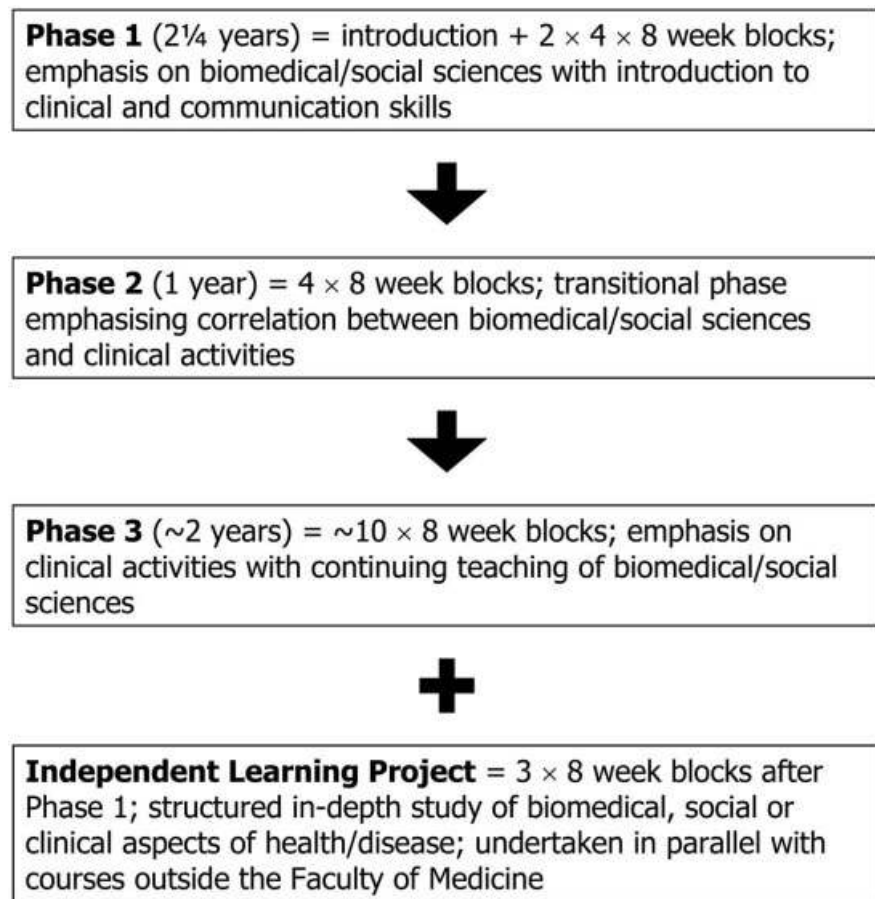 Phase 1 (2¼ years) = introduction + 2 × 4 × 8 week blocks;
emphasis on biomedical/social sciences with introduction to
clinical and communication skills
Phase 2 (1 year) = 4 × 8 week blocks; transitional phase
emphasising correlation between biomedical/social sciences
and clinical activities
Phase 3 (~2 years) = ~10 × 8 week blocks; emphasis on
clinical activities with continuing teaching of biomedical/social
sciences
Independent Learning Project = 3 × 8 week blocks after
Phase 1; structured in-depth study of biomedical, social or
clinical aspects of health/disease; undertaken in parallel with
courses outside the Faculty of Medicine